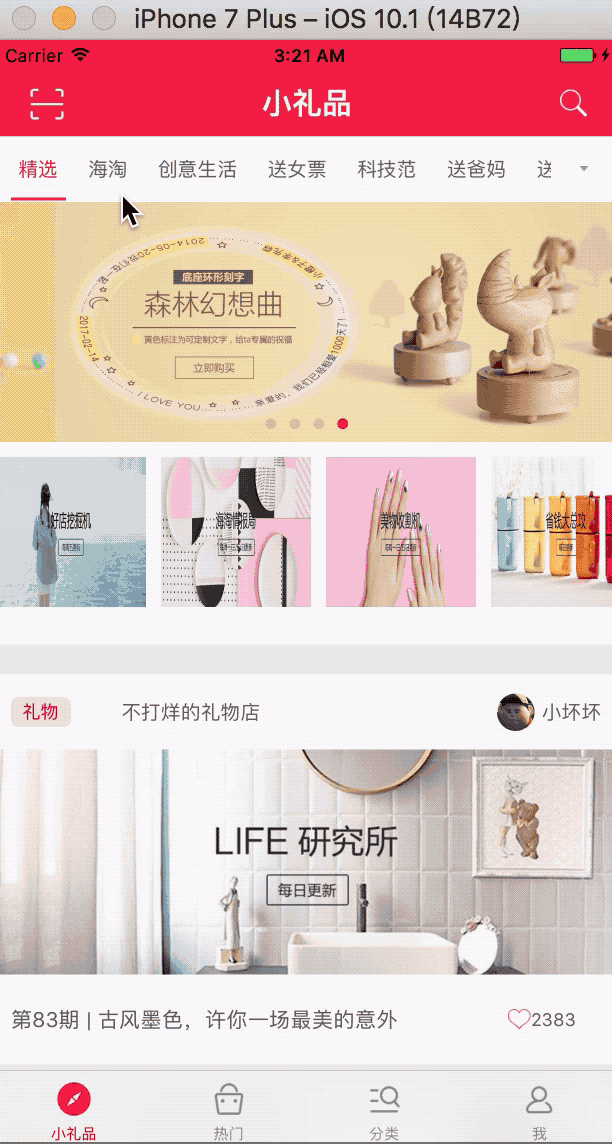 iPhone 7 Plus – iOS 10.1 (14B72)
Carrier 3:21 AM
小礼品
精选 海淘 创意生活 送女票 科技范 送爸妈 送
底座环形刻字
森林幻想曲
黄色标注为可定制文字，给ta专属的祝福
立即购买
2014-05-20
2017-02-14
I LOVE YOU
亲爱的，我们已经相爱1000天了!
好店挖掘机
海淘情报局
美物收割机
省钱大总攻
礼物 不打烊的礼物店 小坏坏
LIFE 研究所
每日更新
第83期 | 古风墨色，许你一场最美的意外 2383
小礼品 热门 分类 我